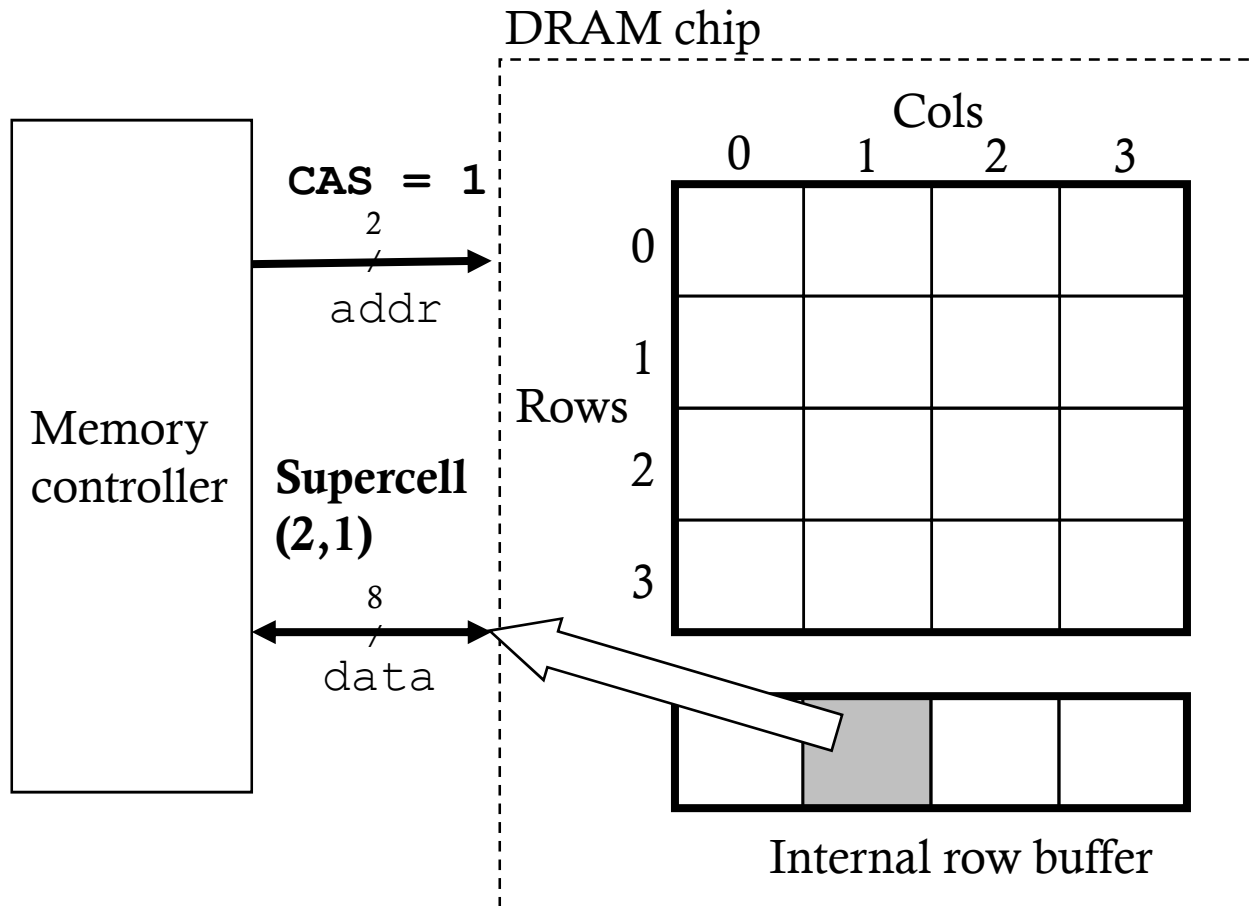 DRAM chip
Cols
0 1 2 3
CAS = 1
2
/
addr
0
1
Rows
2
3
Memory
controller
Supercell
(2,1)
8
/
data
Internal row buffer